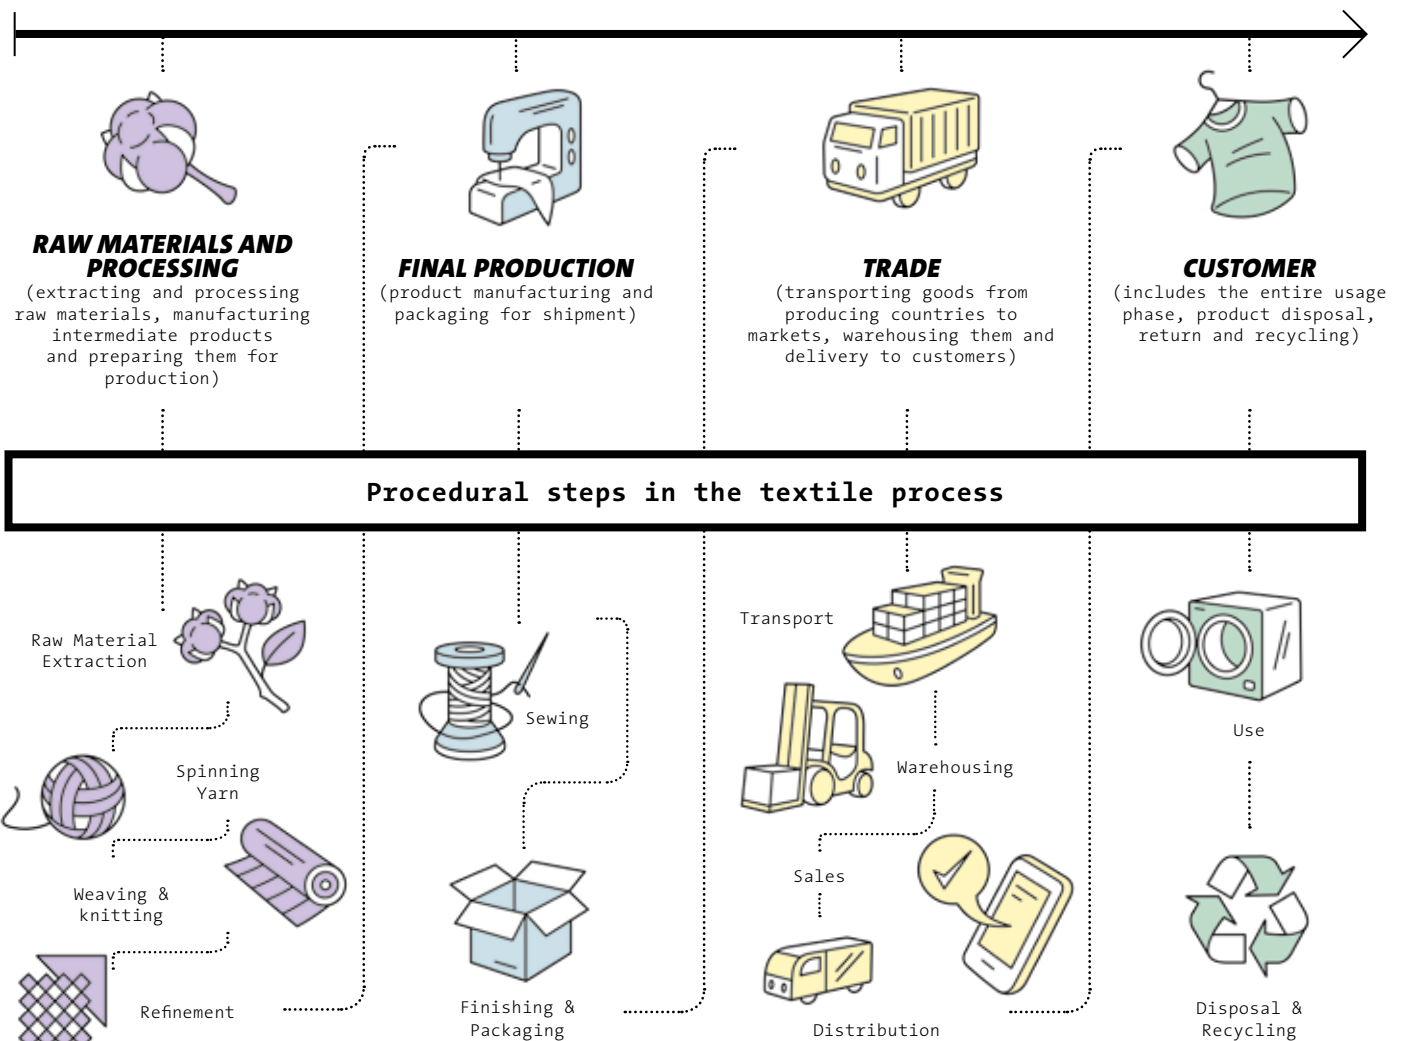 RAW MATERIALS AND
PROCESSING
(extracting and processing
raw materials, manufacturing
intermediate products
and preparing them for
production)
FINAL PRODUCTION
(product manufacturing and
packaging for shipment)
TRADE
(transporting goods from
producing countries to
markets, warehousing them and
delivery to customers)
CUSTOMER
(includes the entire usage
phase, product disposal,
return and recycling)
Procedural steps in the textile process
Raw Material
Extraction
Spinning
Yarn
Weaving &
knitting
Refinement
Sewing
Finishing &
Packaging
Transport
Warehousing
Sales
Distribution
Use
Disposal &
Recycling